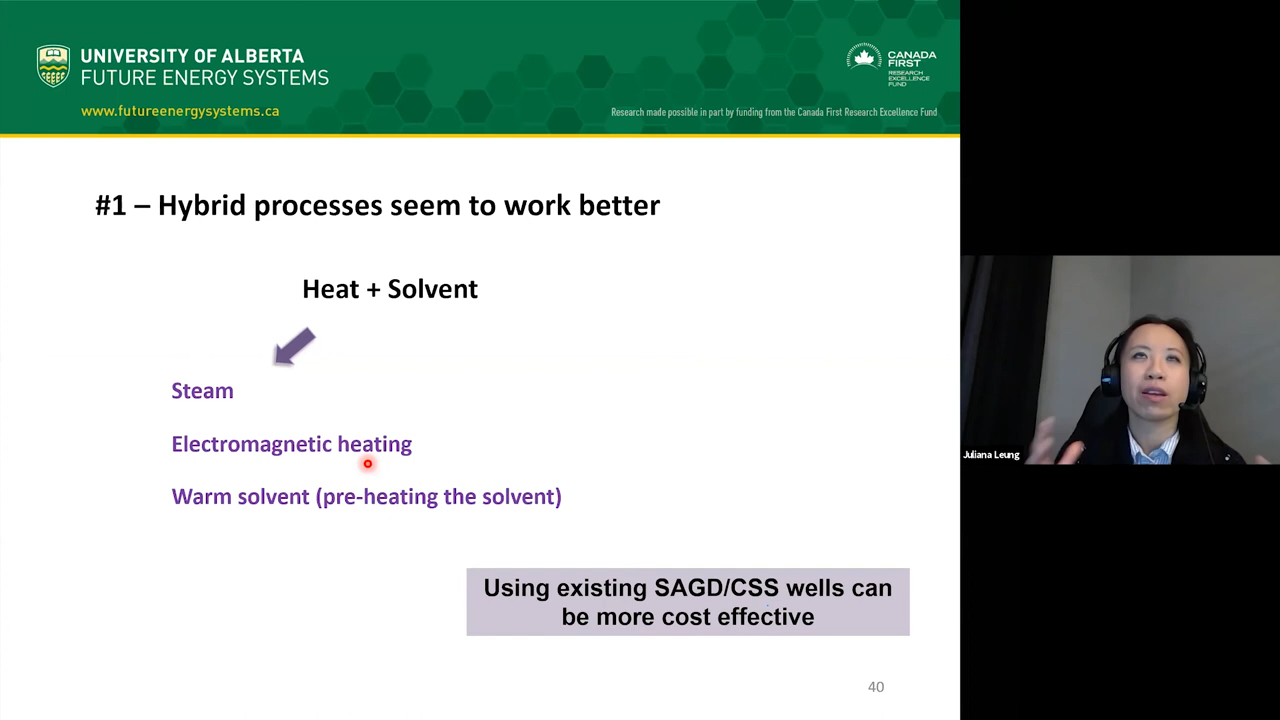 UNIVERSITY OF ALBERTA
FUTURE ENERGY SYSTEMS
www.futureenergysystems.ca
CANADA
FIRST
RESEARCH
EXCELLENCE
FUND
Research made possible in part by funding from the Canada First Research Excellence Fund
#1 – Hybrid processes seem to work better
Heat + Solvent
Steam
Electromagnetic heating
Warm solvent (pre-heating the solvent)
Using existing SAGD/CSS wells can
be more cost effective
40
Juliana Leung